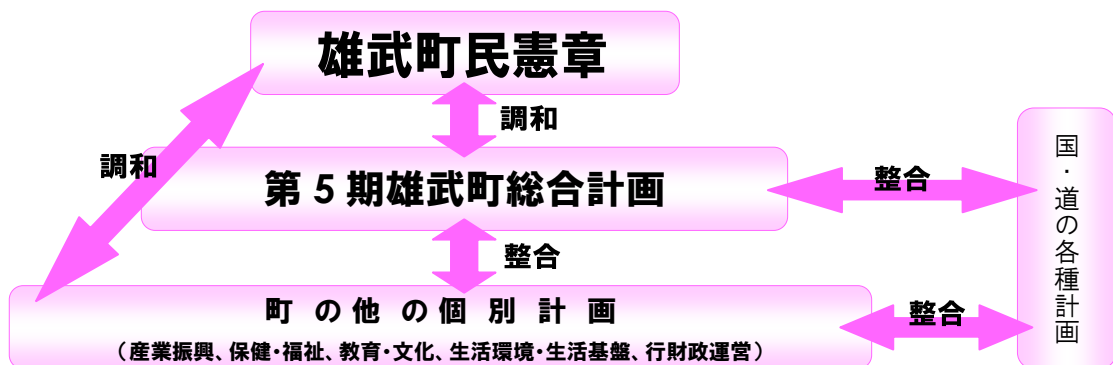 雄武町民憲章
調和
調和
第5期雄武町総合計画
整合
整合
町の他の個別計画
（産業振興、保健・福祉、教育・文化、生活環境・生活基盤、行財政運営）
整合
国・道の各種計画